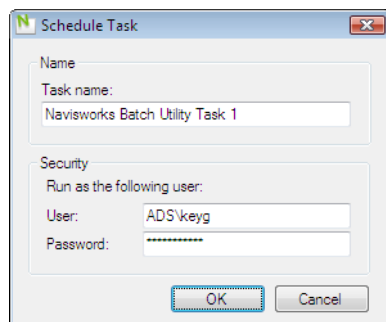 Schedule Task
Name
Task name:
Navisworks Batch Utility Task 1
Security
Run as the following user:
User: ADS\keyg
Password: ***********
OK Cancel